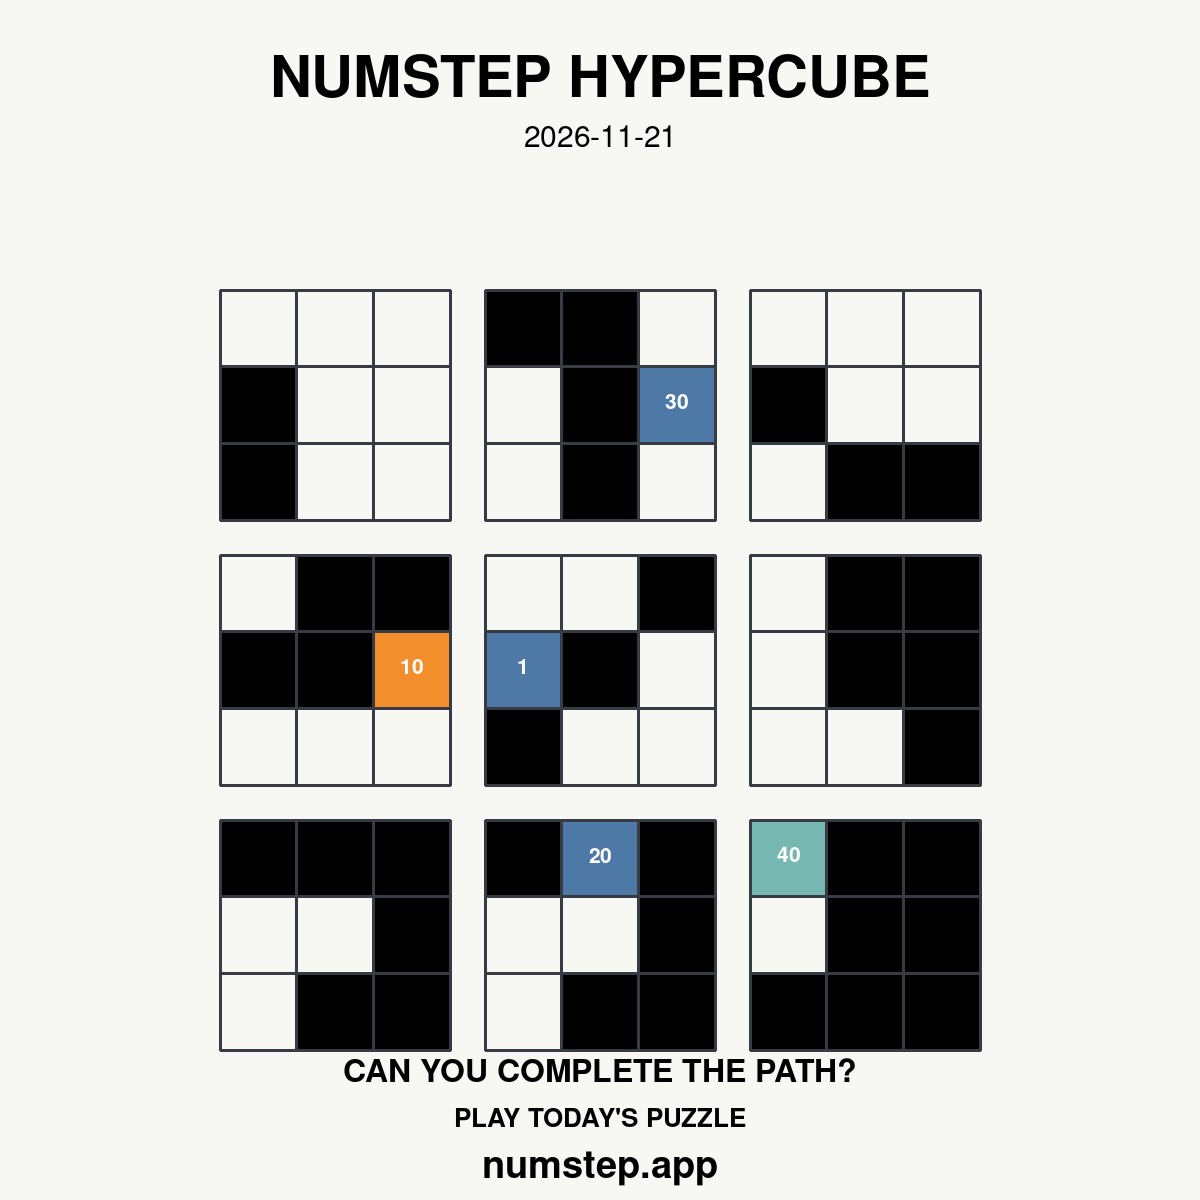 NUMSTEP HYPERCUBE
2026-11-21
30
10
1
20
40
CAN YOU COMPLETE THE PATH?
PLAY TODAY'S PUZZLE
numstep.app